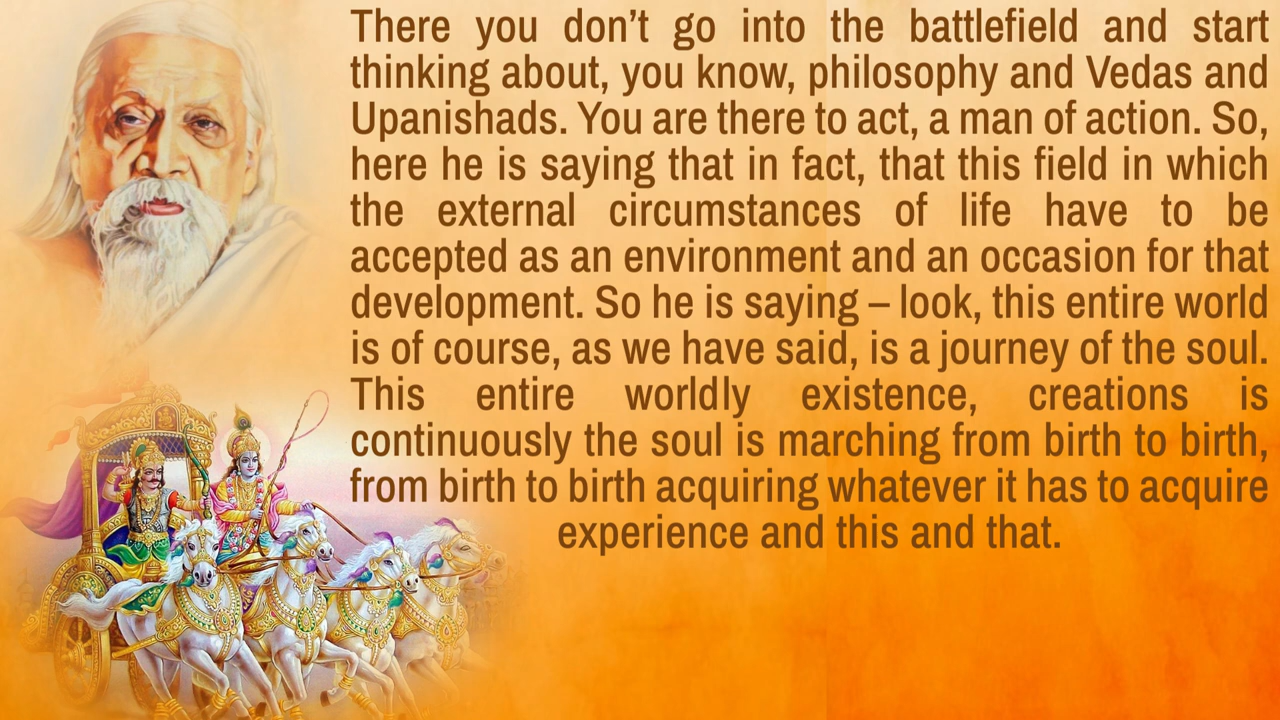 There you don’t go into the battlefield and start
thinking about, you know, philosophy and Vedas and
Upanishads. You are there to act, a man of action. So,
here he is saying that in fact, that this field in which
the external circumstances of life have to be
accepted as an environment and an occasion for that
development. So he is saying – look, this entire world
is of course, as we have said, is a journey of the soul.
This entire worldly existence, creations is
continuously the soul is marching from birth to birth,
from birth to birth acquiring whatever it has to acquire
experience and this and that.